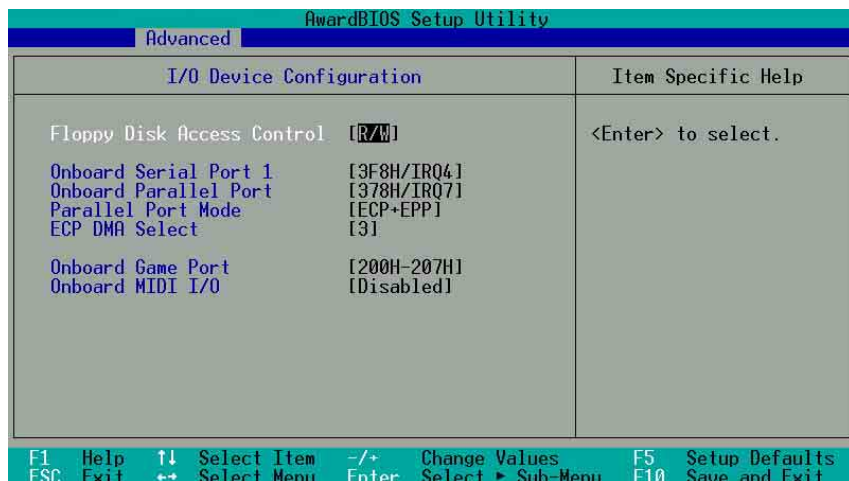 AwardBIOS Setup Utility
Advanced
I/O Device Configuration
Item Specific Help
Floppy Disk Access Control [R/W]
<Enter> to select.
Onboard Serial Port 1 [3F8H/IRQ4]
Onboard Parallel Port [378H/IRQ7]
Parallel Port Mode [ECP+EPP]
ECP DMA Select [3]
Onboard Game Port [200H-207H]
Onboard MIDI I/O [Disabled]
F1 Help ↑↓ Select Item -/+ Change Values F5 Setup Defaults
ESC Exit ←→ Select Menu Enter Select ► Sub-Menu F10 Save and Exit